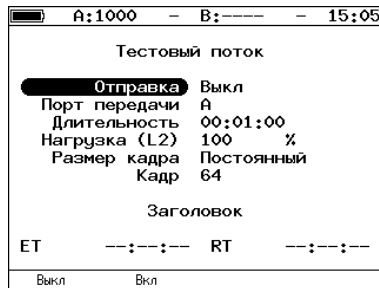 A:1000 – B:---- – 15:05
Тестовый поток
Отправка Выкл
Порт передачи A
Длительность 00:01:00
Нагрузка (L2) 100 %
Размер кадра Постоянный
Кадр 64
Заголовок
ET --:--:-- RT --:--:--
Выкл Вкл